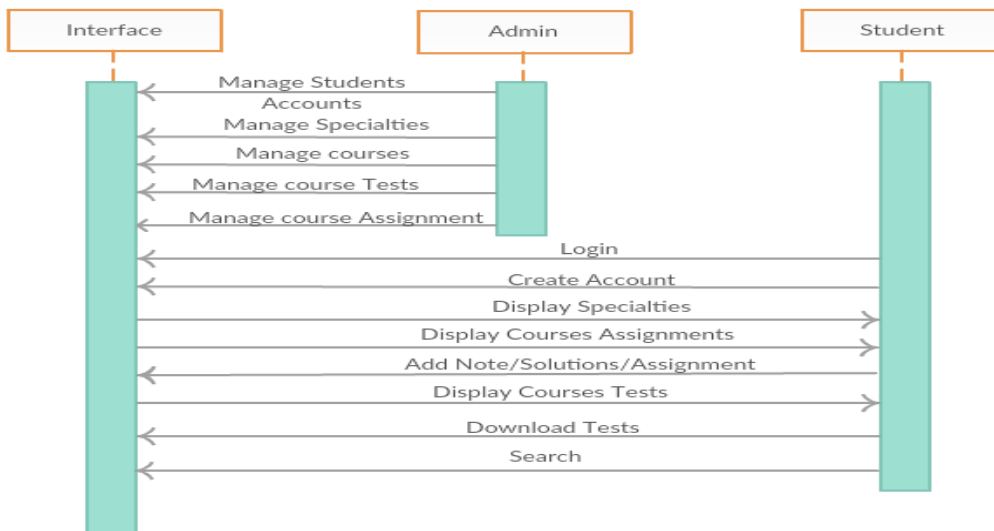 Interface
Admin
Student
Manage Students
Accounts
Manage Specialties
Manage courses
Manage course Tests
Manage course Assignment
Login
Create Account
Display Specialties
Display Courses Assignments
Add Note/Solutions/Assignment
Display Courses Tests
Download Tests
Search